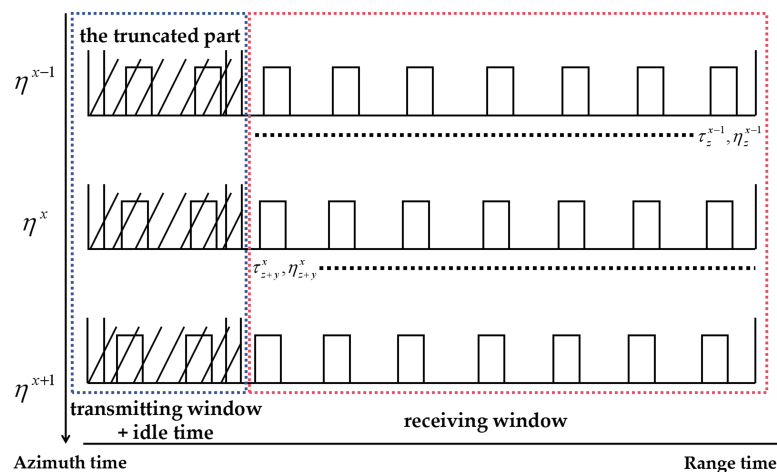 the truncated part
η^{x-1}
τ_z^{x-1}, η_z^{x-1}
η^x
τ_{z+y}^x, η_{z+y}^x
η^{x+1}
transmitting window
+ idle time
receiving window
Azimuth time
Range time